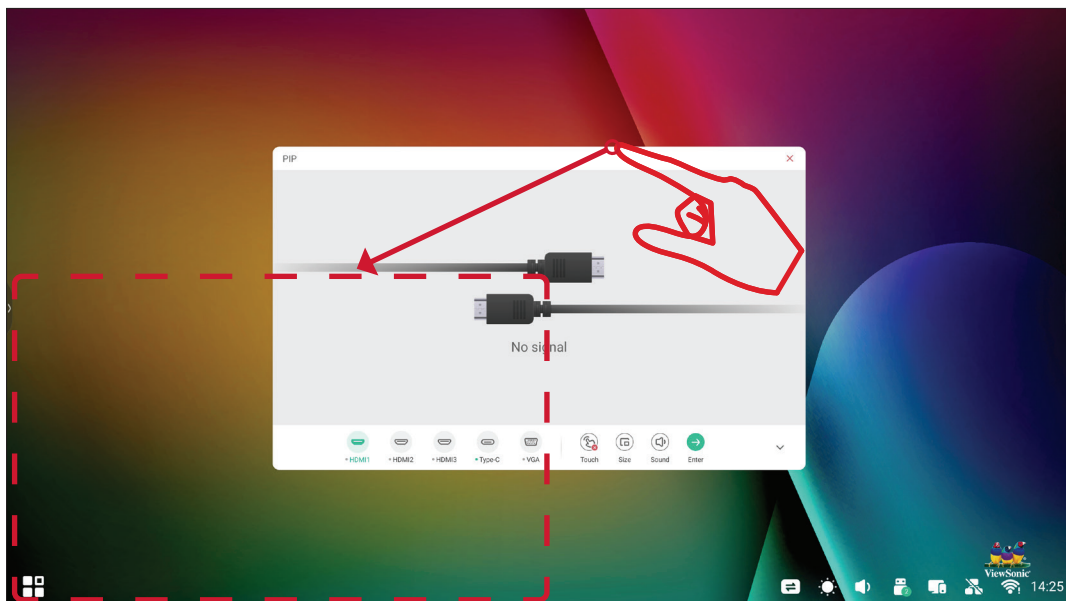 PIP
No signal
HDMI1 HDMI2 HDMI3 Type-C VGA Touch Size Sound Enter
ViewSonic
14:25